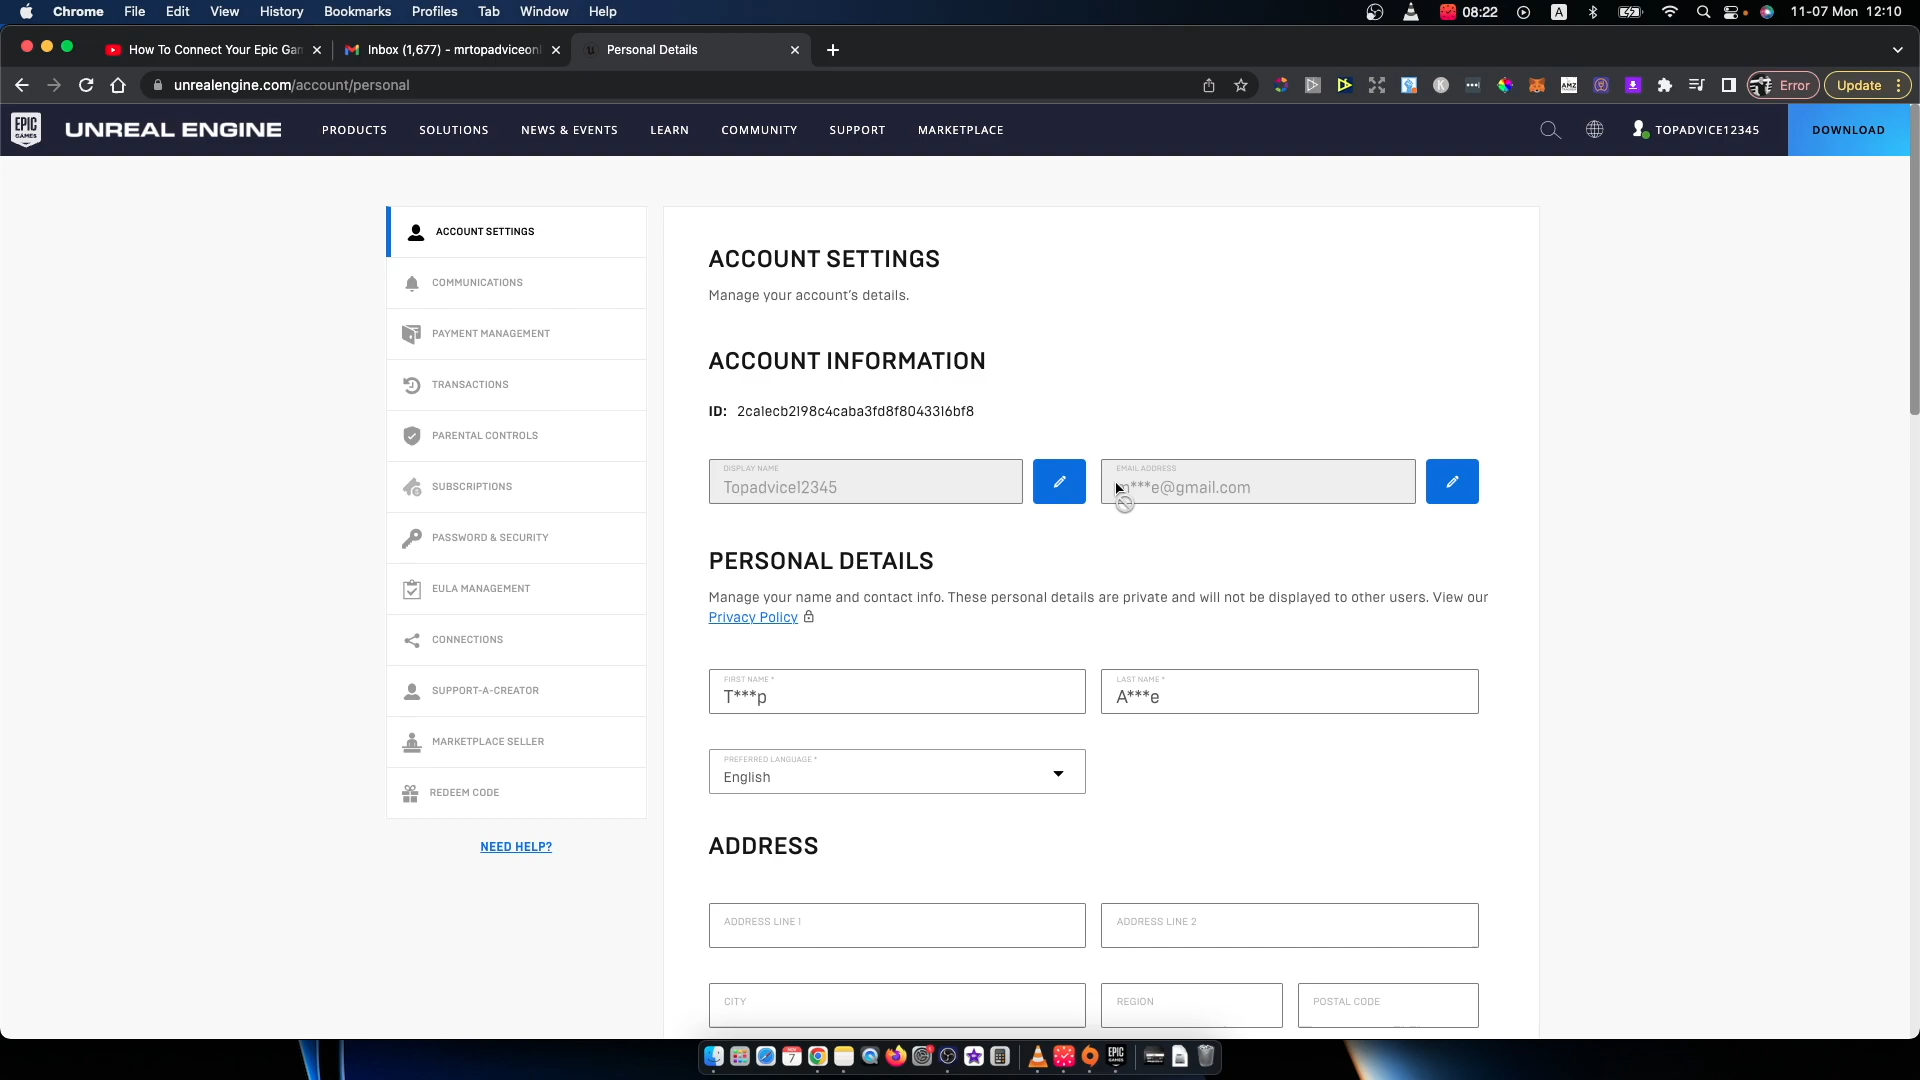 Chrome File Edit View History Bookmarks Profiles Tab Window Help 08:22 A 11-07 Mon 12:10
How To Connect Your Epic Gam Inbox (1,677) - mrtopadviceonl Personal Details
unrealengine.com/account/personal AMZ Error Update
EPIC GAMES UNREAL ENGINE PRODUCTS SOLUTIONS NEWS & EVENTS LEARN COMMUNITY SUPPORT MARKETPLACE TOPADVICE12345 DOWNLOAD
ACCOUNT SETTINGS
COMMUNICATIONS
PAYMENT MANAGEMENT
TRANSACTIONS
PARENTAL CONTROLS
SUBSCRIPTIONS
PASSWORD & SECURITY
EULA MANAGEMENT
CONNECTIONS
SUPPORT-A-CREATOR
MARKETPLACE SELLER
REDEEM CODE
NEED HELP?
ACCOUNT SETTINGS
Manage your account's details.
ACCOUNT INFORMATION
ID: 2ca1ecb2198c4caba3fd8f8043316bf8
DISPLAY NAME
Topadvice12345
EMAIL ADDRESS
m***e@gmail.com
PERSONAL DETAILS
Manage your name and contact info. These personal details are private and will not be displayed to other users. View our
Privacy Policy
FIRST NAME *
T***p
LAST NAME *
A***e
PREFERRED LANGUAGE *
English
ADDRESS
ADDRESS LINE 1
ADDRESS LINE 2
CITY
REGION
POSTAL CODE